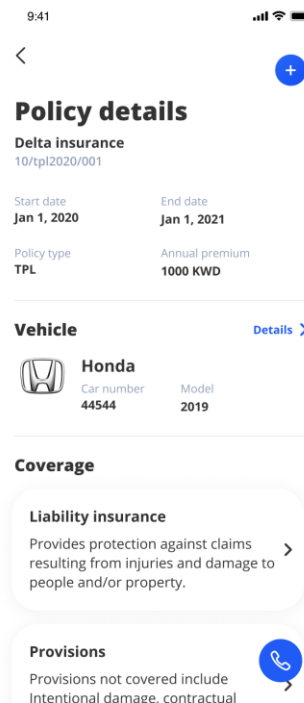 9:41
Policy details
Delta insurance
10/tpl2020/001
Start date
End date
Jan 1, 2020
Jan 1, 2021
Policy type
Annual premium
TPL
1000 KWD
Vehicle
Details
Honda
Car number
Model
44544
2019
Coverage
Liability insurance
Provides protection against claims
resulting from injuries and damage to
people and/or property.
Provisions
Provisions not covered include
Intentional damage, contractual